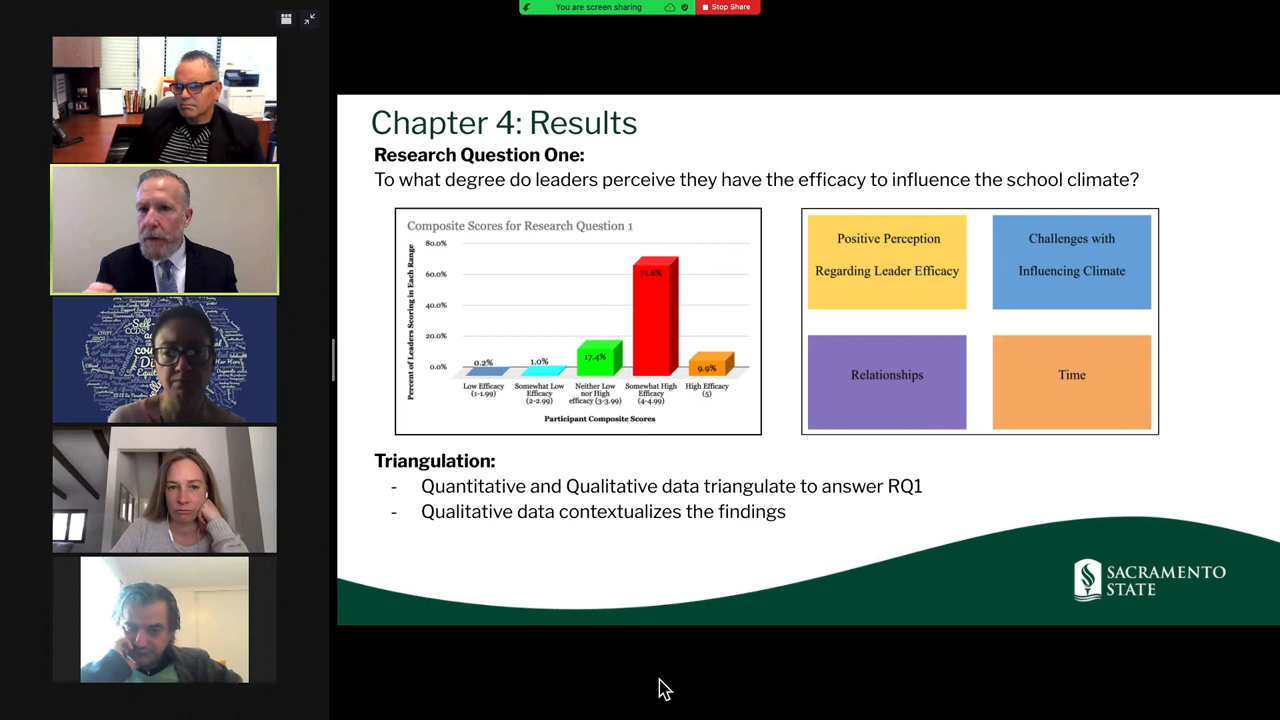 You are screen sharing
Stop Share
Chapter 4: Results
Research Question One:
To what degree do leaders perceive they have the efficacy to influence the school climate?
Composite Scores for Research Question 1
Percent of Leaders Scoring in Each Range
80.0%
60.0%
40.0%
20.0%
0.0%
0.2%
1.0%
17.4%
71.6%
9.9%
Low Efficacy
(1-1.99)
Somewhat Low
Efficacy
(2-2.99)
Neither Low
nor High
efficacy (3-3.99)
Somewhat High
Efficacy
(4-4.99)
High Efficacy
(5)
Participant Composite Scores
Positive Perception
Regarding Leader Efficacy
Challenges with
Influencing Climate
Relationships
Time
Triangulation:
- Quantitative and Qualitative data triangulate to answer RQ1
- Qualitative data contextualizes the findings
SACRAMENTO
STATE